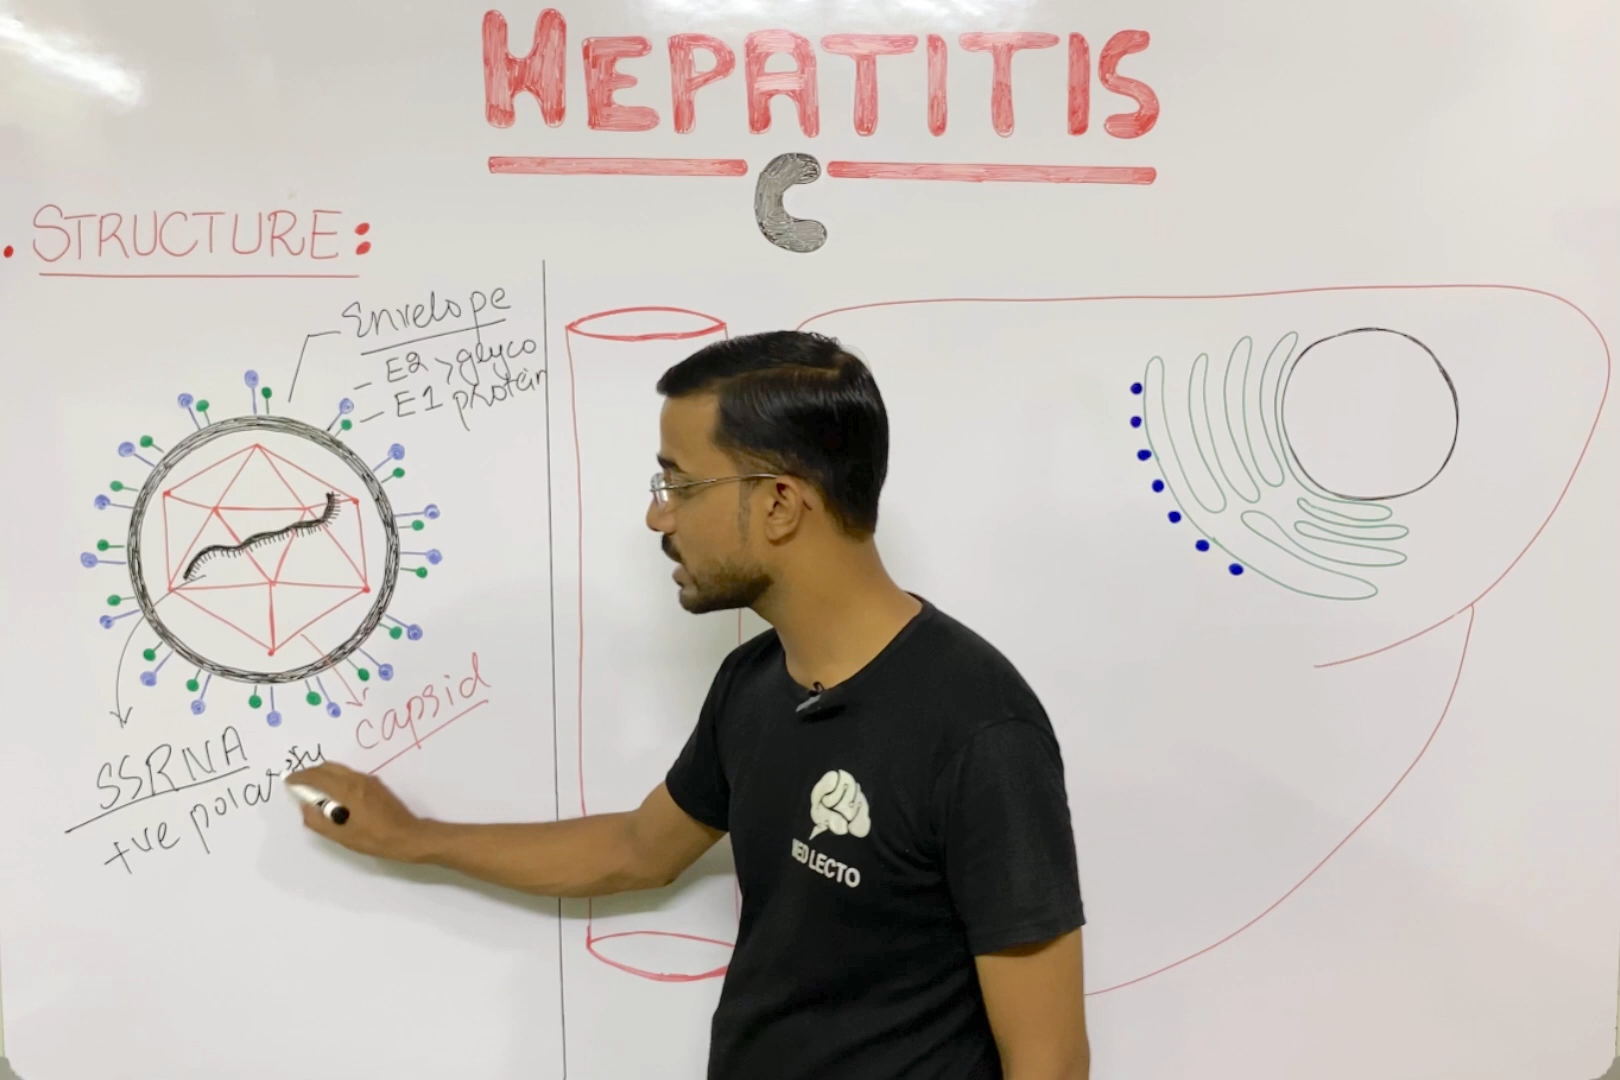 HEPATITIS
C
. STRUCTURE:
Envelope
- E2 > glyco
- E1 protein
capsid
SSRNA
+ve polarity
MED LECTO